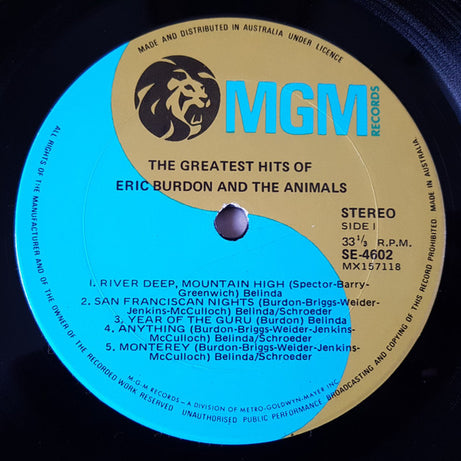 MADE AND DISTRIBUTED IN AUSTRALIA UNDER LICENCE
MGM
RECORDS
THE GREATEST HITS OF
ERIC BURDON AND THE ANIMALS
STEREO
SIDE I
33⅓ R.P.M.
SE-4602
MX157118
1. RIVER DEEP, MOUNTAIN HIGH (Spector-Barry-
Greenwich) Belinda
2. SAN FRANCISCAN NIGHTS (Burdon-Briggs-Weider-
Jenkins-McCulloch) Belinda/Schroeder
3. YEAR OF THE GURU (Burdon) Belinda
4. ANYTHING (Burdon-Briggs-Weider-Jenkins-
McCulloch) Belinda/Schroeder
5. MONTEREY (Burdon-Briggs-Weider-Jenkins-
McCulloch) Belinda/Schroeder
M-G-M RECORDS – A DIVISION OF METRO-GOLDWYN-MAYER INC.
ALL RIGHTS OF THE MANUFACTURER AND OF THE OWNER OF THE RECORDED WORK RESERVED
UNAUTHORISED PUBLIC PERFORMANCE BROADCASTING AND COPYING OF THIS RECORD PROHIBITED MADE IN AUSTRALIA.